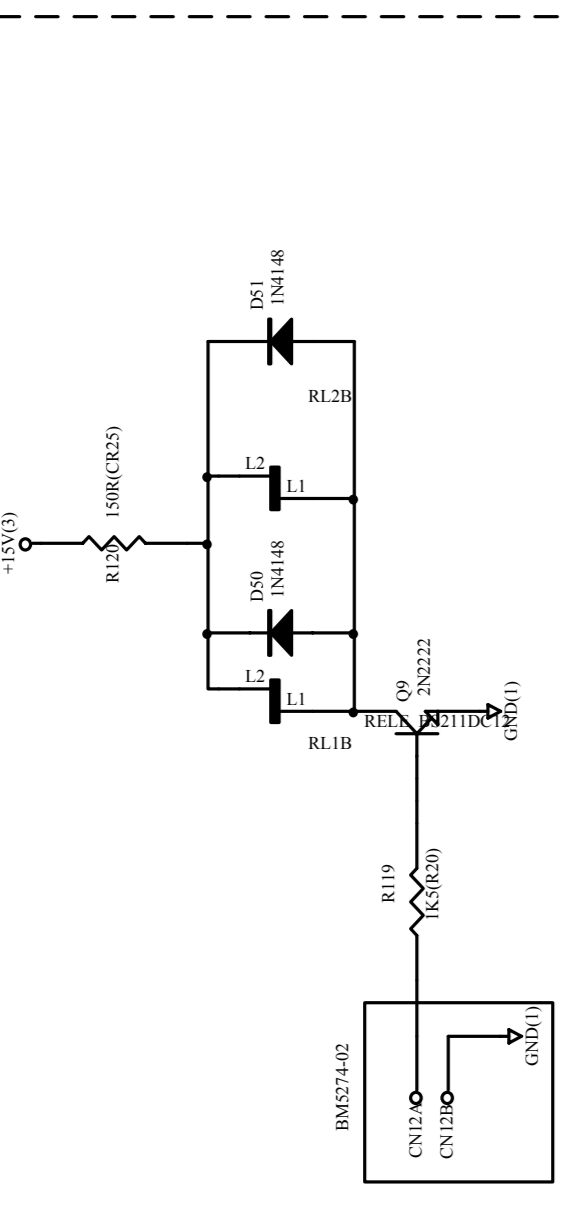 D51
1N4148
RL2B
L2
L1
150R(CR25)
+15V(3)
R120
D50
1N4148
L2
L1
RL1B
Q9
2N2222
GND(1)
R119
1K5(R20)
BM5274-02
CN12A
CN12B
GND(1)